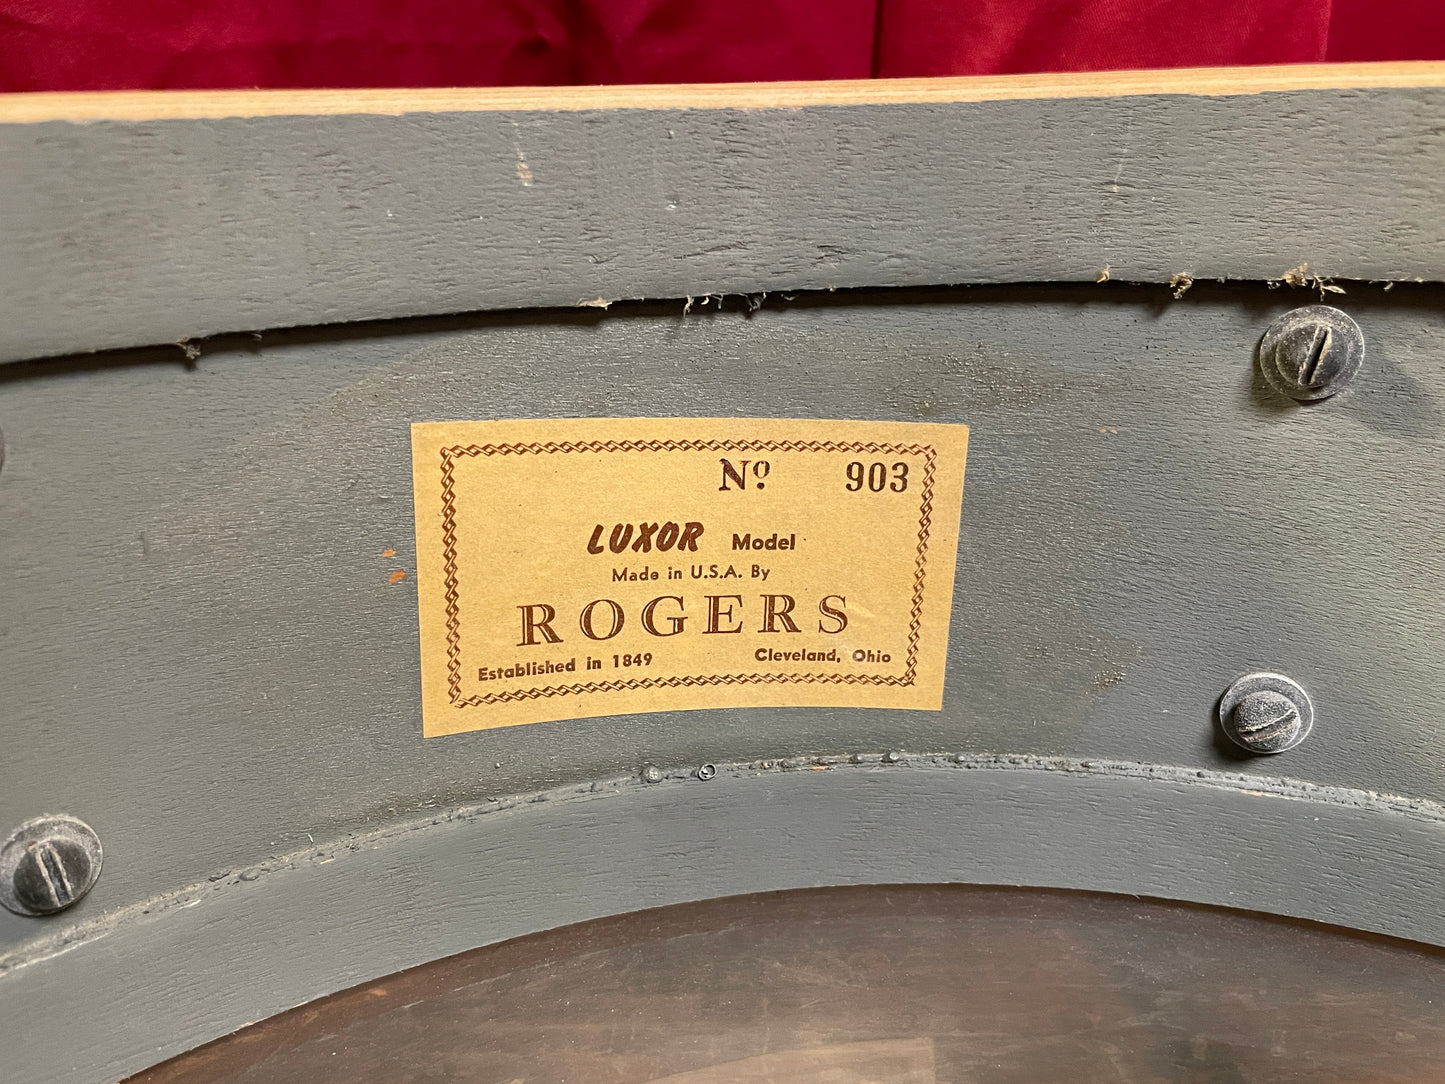 Nº 903
LUXOR Model
Made in U.S.A. By
ROGERS
Established in 1849 Cleveland, Ohio